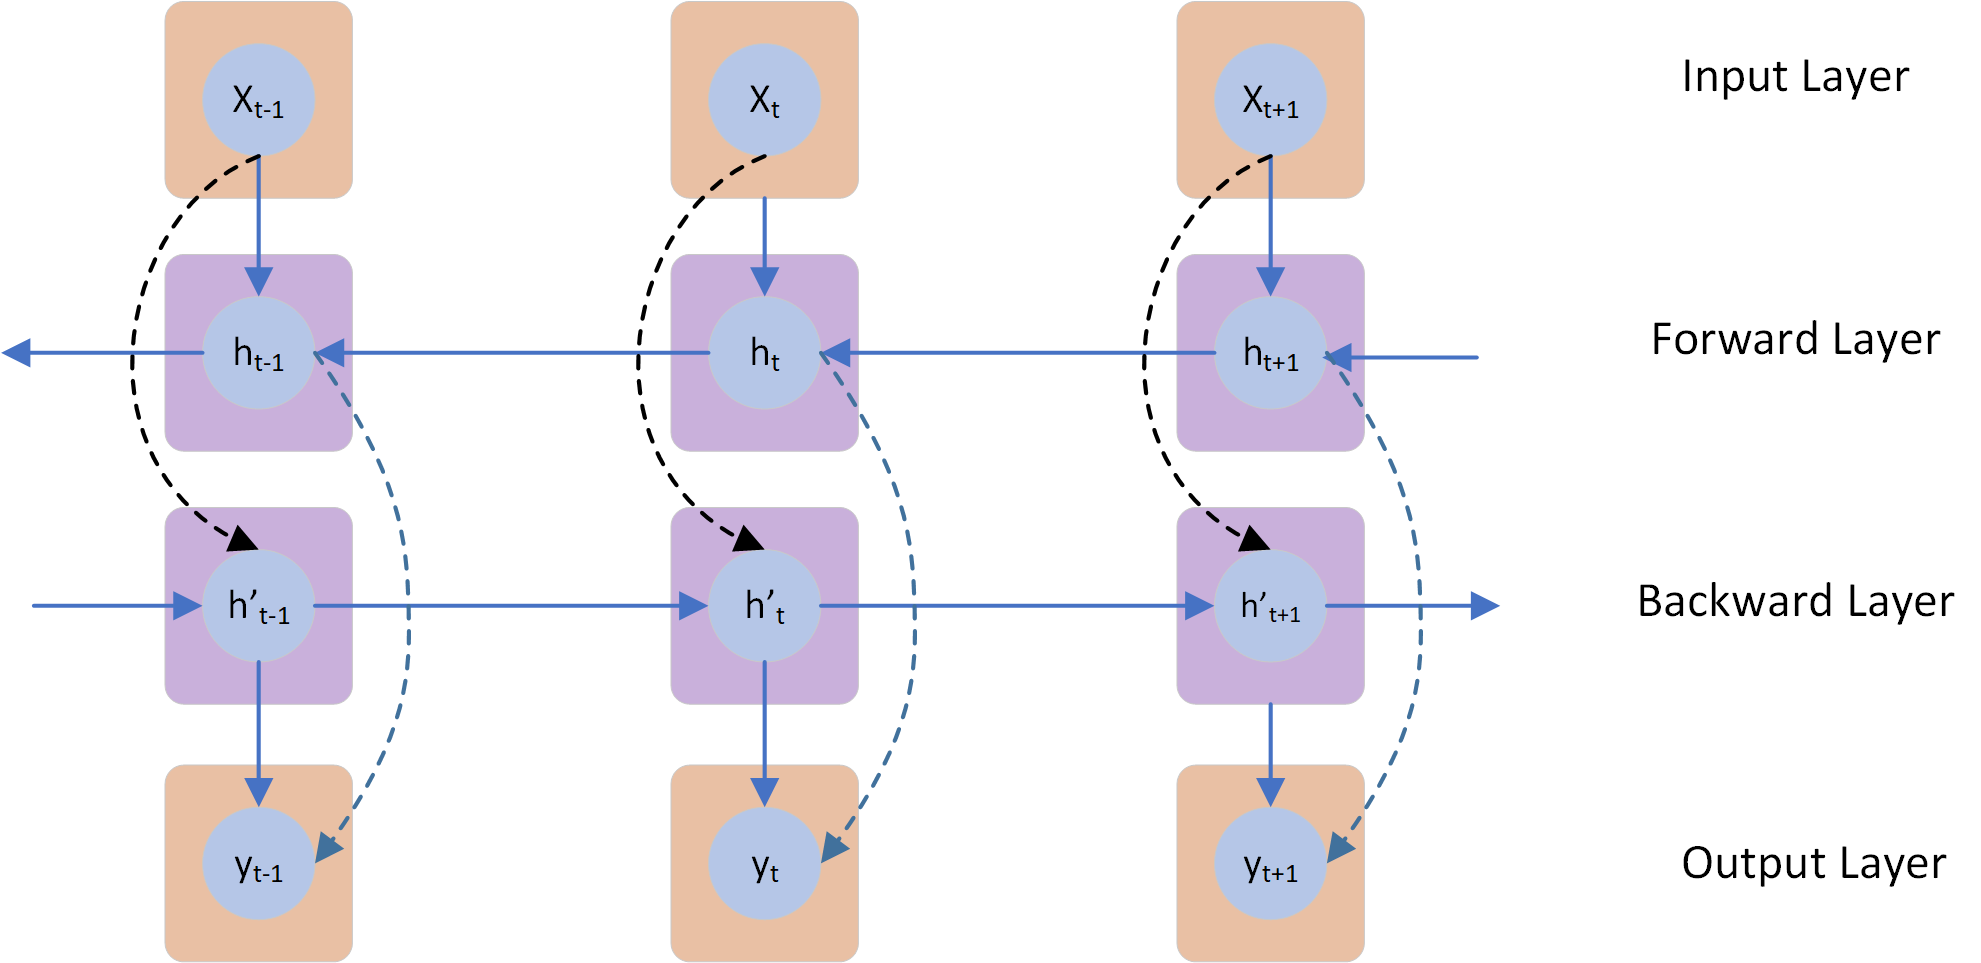 X_{t-1} X_t X_{t+1} Input Layer
h_{t-1} h_t h_{t+1} Forward Layer
h’_{t-1} h’_t h’_{t+1} Backward Layer
y_{t-1} y_t y_{t+1} Output Layer